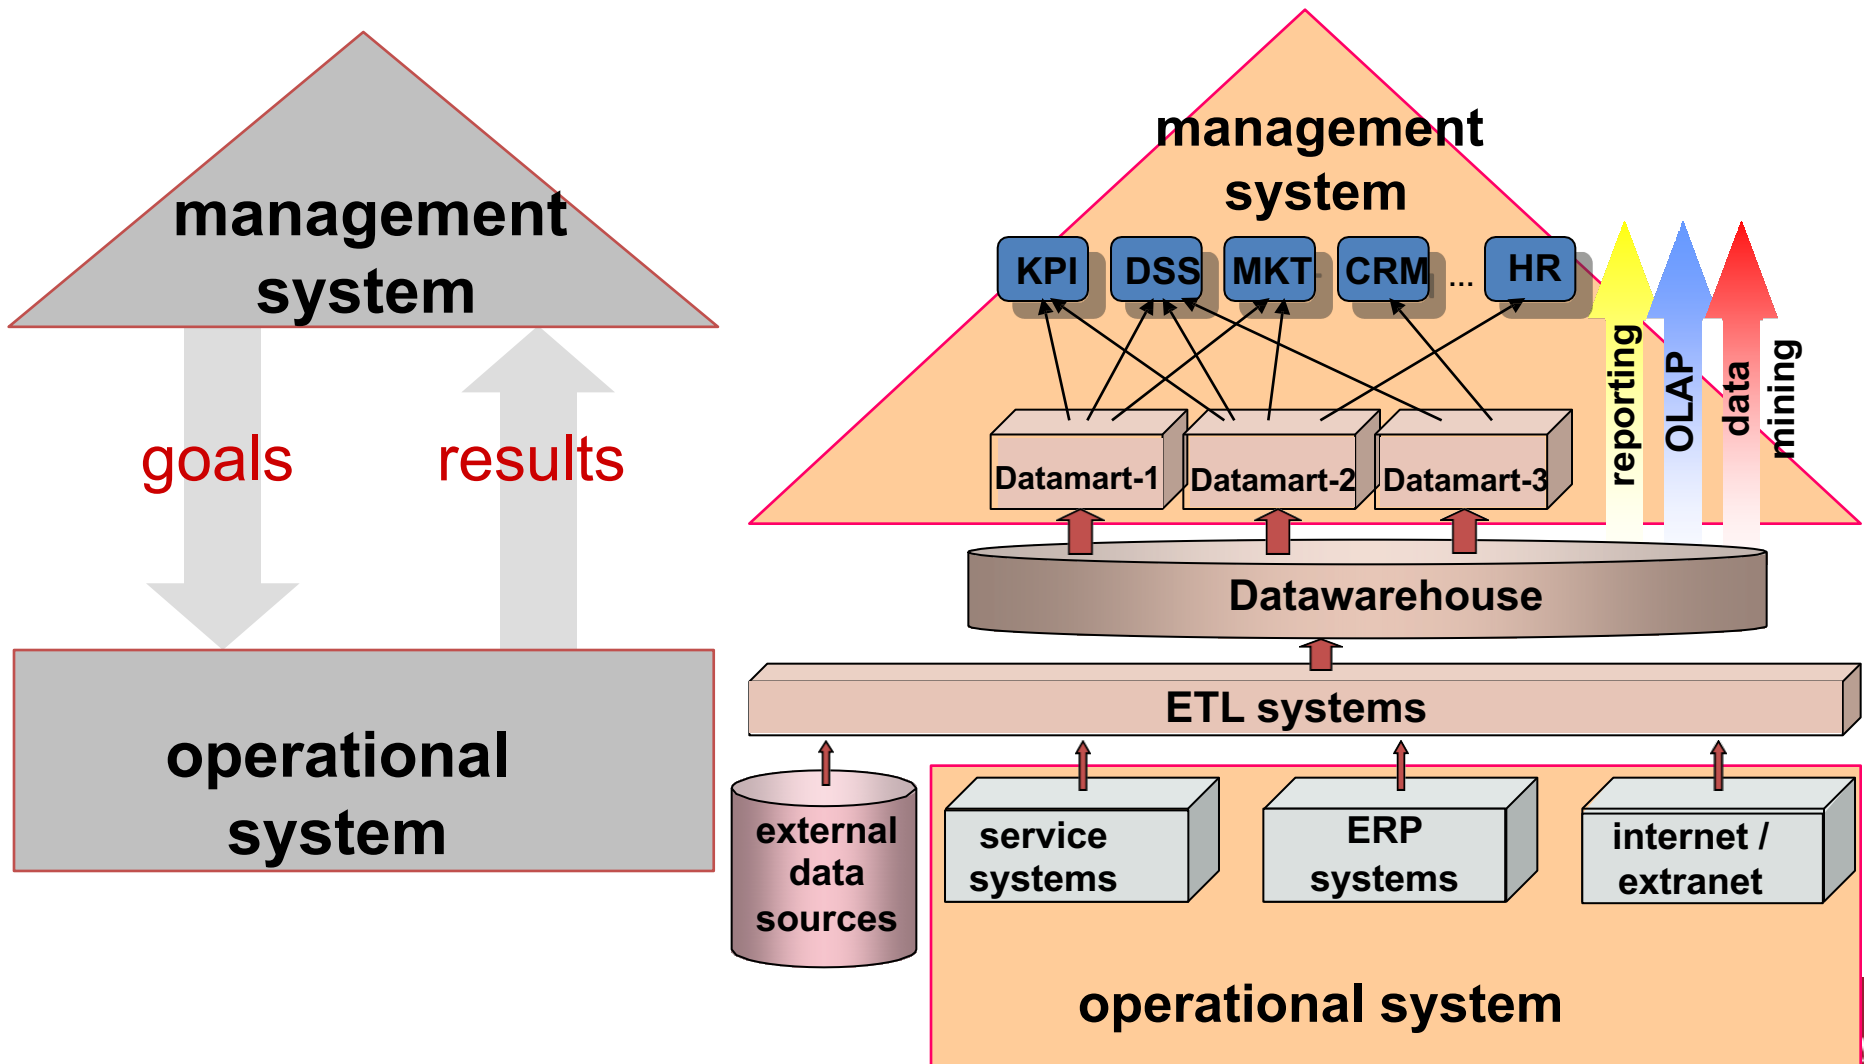 management
system
goals
results
operational
system
management
system
KPI
DSS
MKT
CRM
...
HR
reporting
OLAP
data
mining
Datamart-1
Datamart-2
Datamart-3
Datawarehouse
ETL systems
external
data
sources
service
systems
ERP
systems
internet /
extranet
operational system